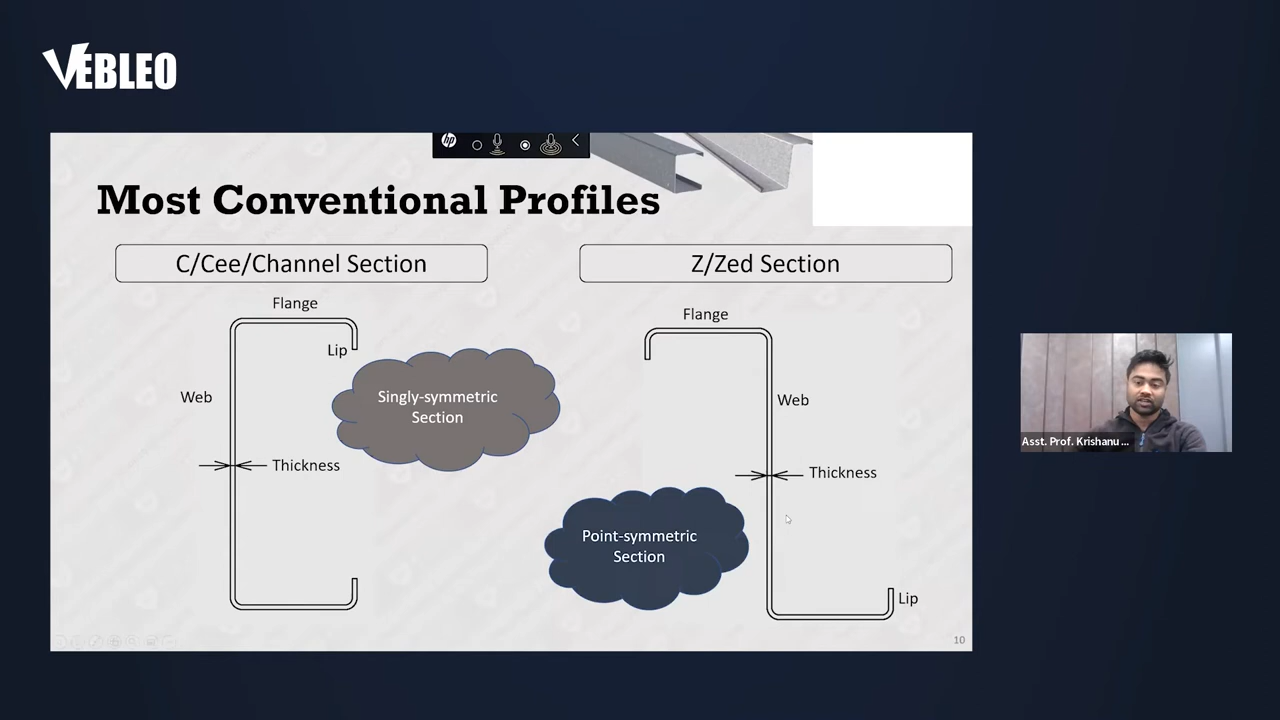 VEBLEO
hp
Most Conventional Profiles
C/Cee/Channel Section
Z/Zed Section
Flange
Lip
Web
Thickness
Singly-symmetric
Section
Flange
Web
Thickness
Point-symmetric
Section
Lip
10
Asst. Prof. Krishanu ...